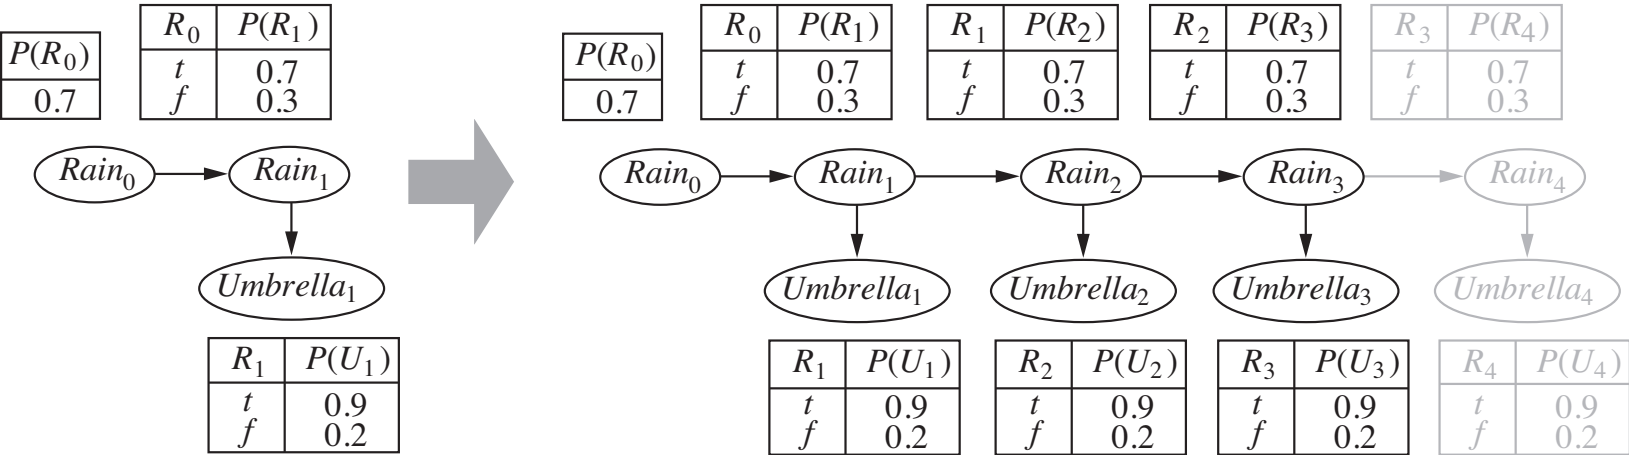 P(R0)
0.7
R0 P(R1)
t 0.7
f 0.3
Rain0
Rain1
Umbrella1
R1 P(U1)
t 0.9
f 0.2
P(R0)
0.7
R0 P(R1)
t 0.7
f 0.3
R1 P(R2)
t 0.7
f 0.3
R2 P(R3)
t 0.7
f 0.3
R3 P(R4)
t 0.7
f 0.3
Rain0
Rain1
Rain2
Rain3
Rain4
Umbrella1
Umbrella2
Umbrella3
Umbrella4
R1 P(U1)
t 0.9
f 0.2
R2 P(U2)
t 0.9
f 0.2
R3 P(U3)
t 0.9
f 0.2
R4 P(U4)
t 0.9
f 0.2